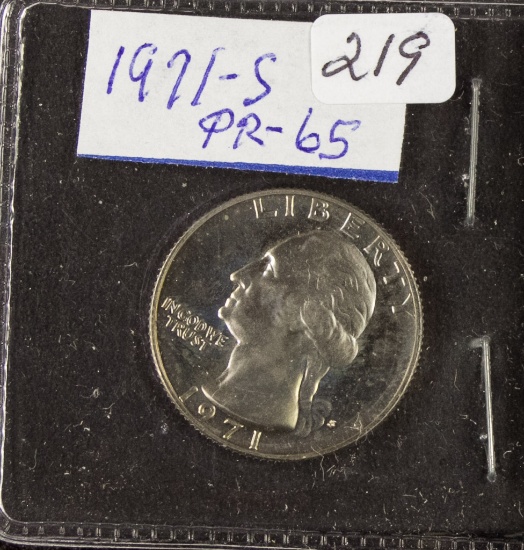 1971-S
219
PR-65
LIBERTY
IN GOD WE
TRUST
1971
S